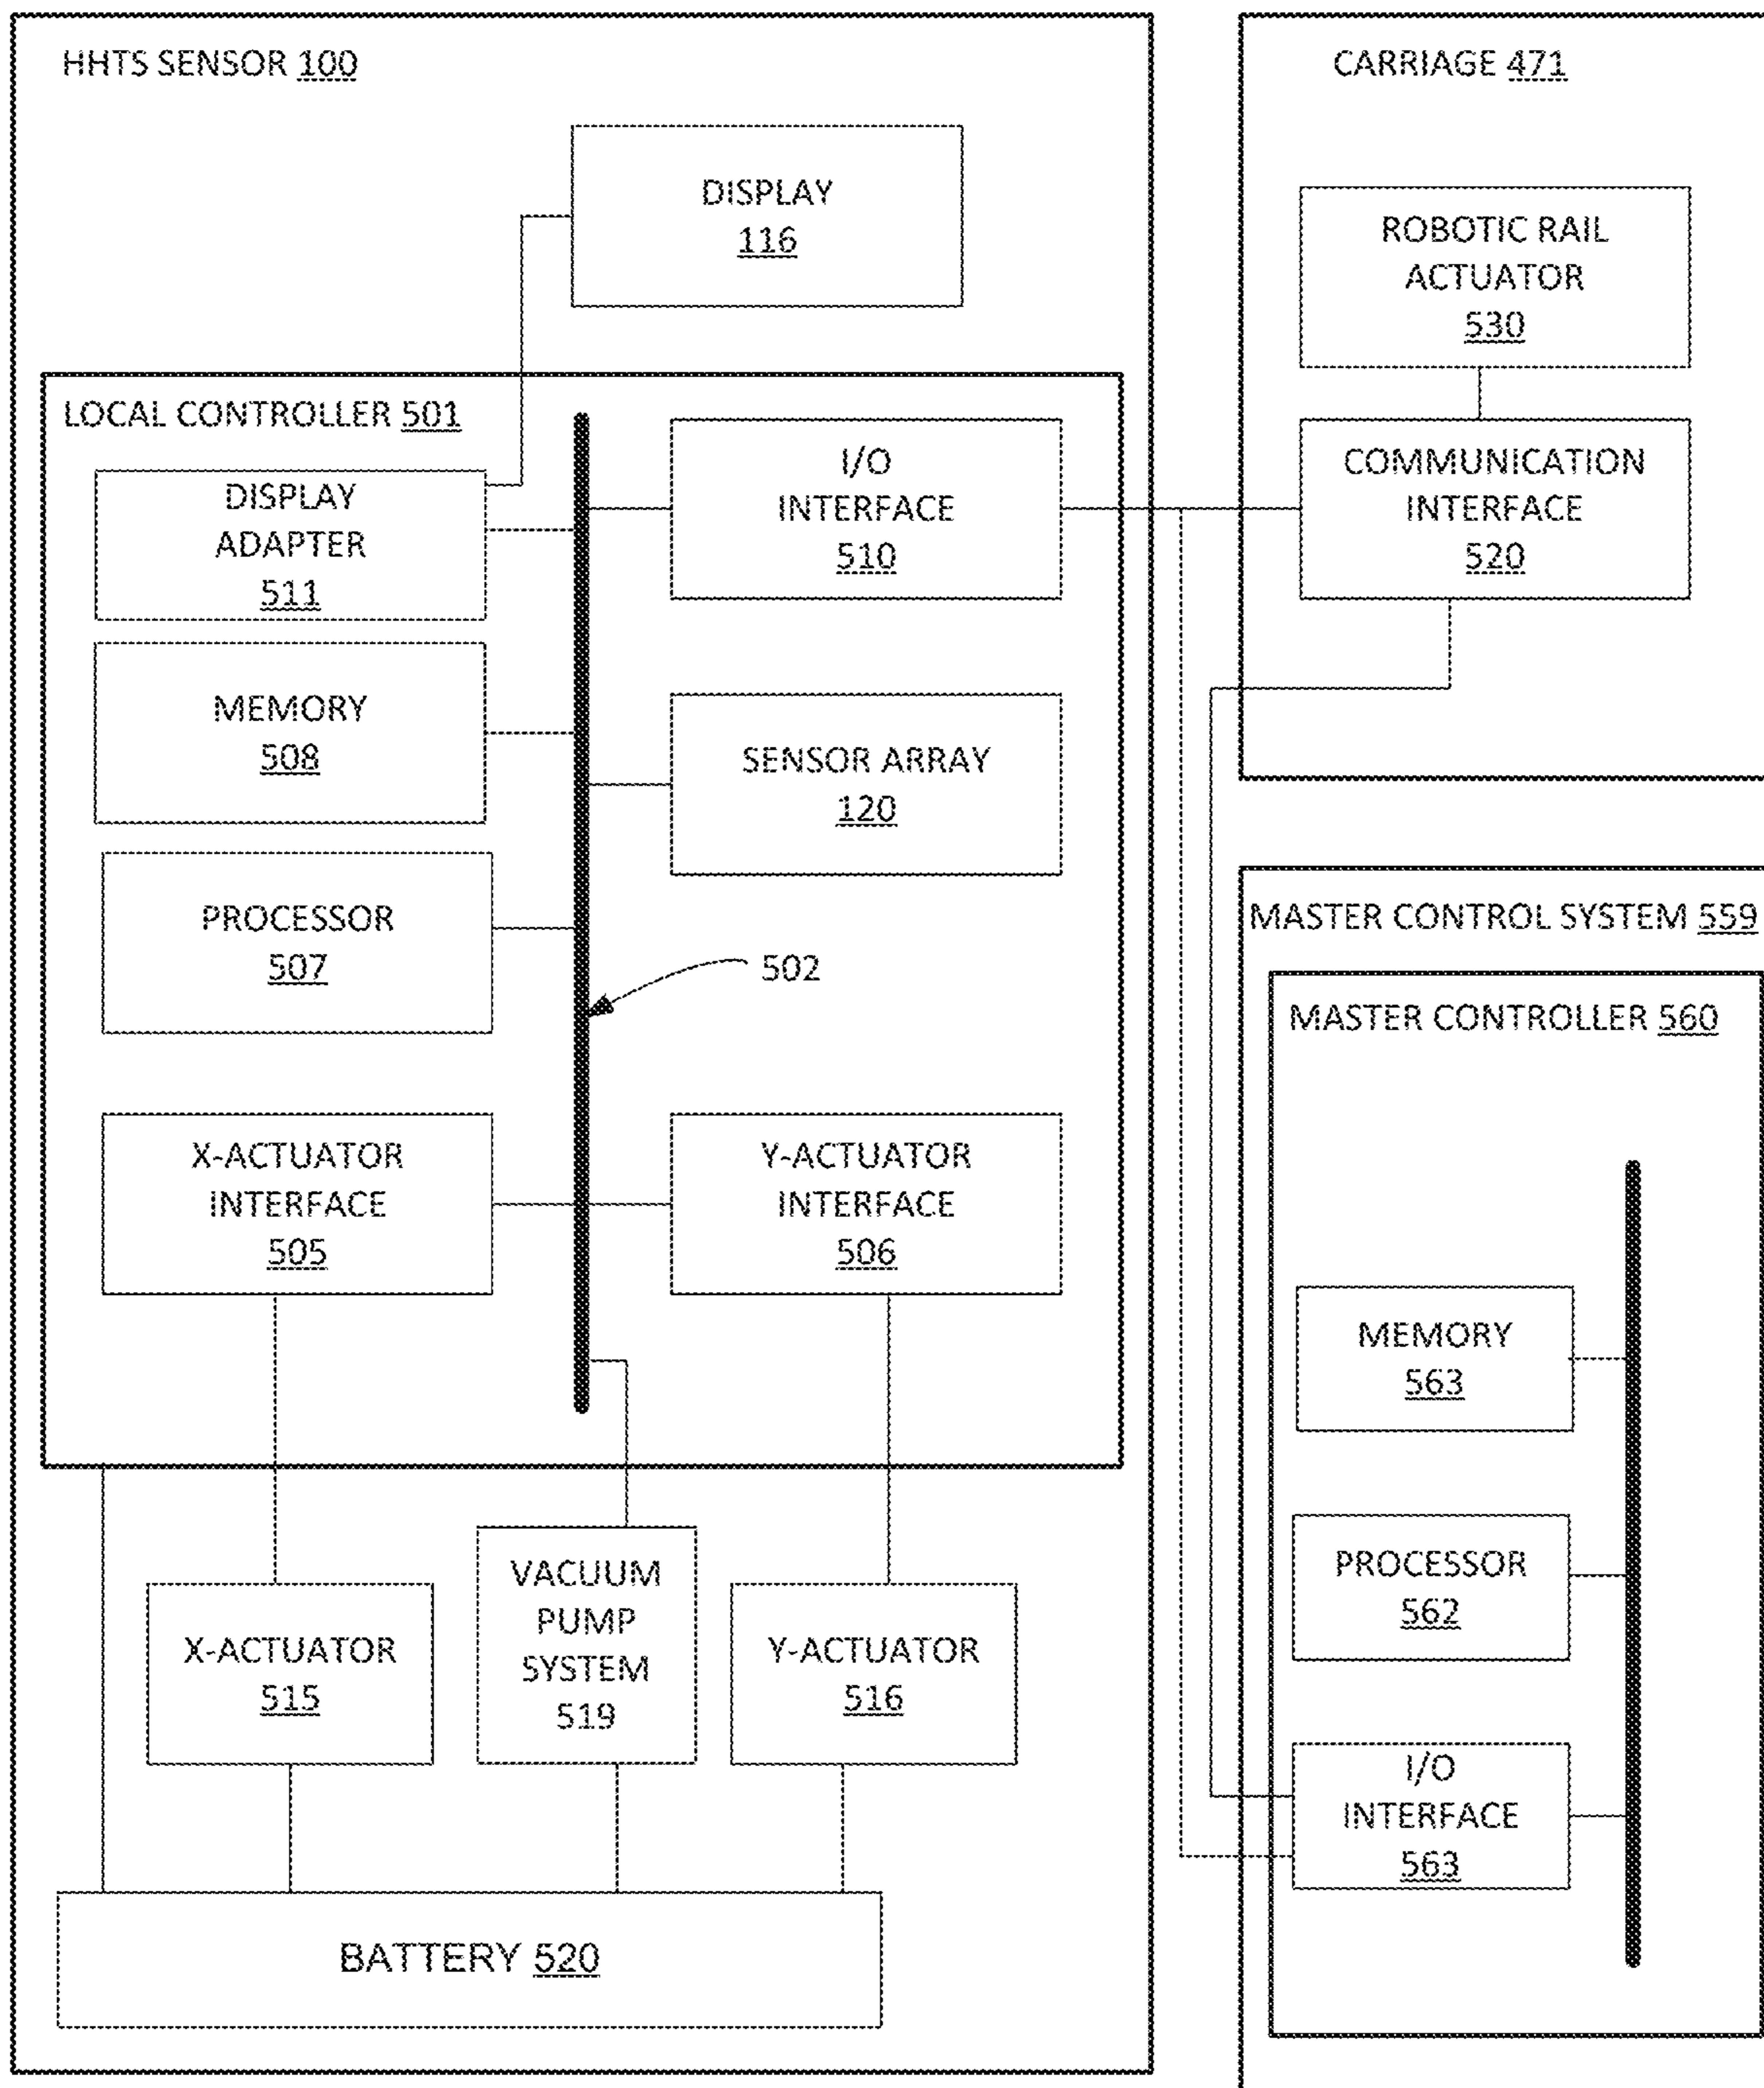 HHTS SENSOR 100
DISPLAY
116
LOCAL CONTROLLER 501
DISPLAY
ADAPTER
511
I/O
INTERFACE
510
MEMORY
508
SENSOR ARRAY
120
PROCESSOR
507
502
X-ACTUATOR
INTERFACE
505
Y-ACTUATOR
INTERFACE
506
X-ACTUATOR
515
VACUUM
PUMP
SYSTEM
519
Y-ACTUATOR
516
BATTERY 520
CARRIAGE 471
ROBOTIC RAIL
ACTUATOR
530
COMMUNICATION
INTERFACE
520
MASTER CONTROL SYSTEM 559
MASTER CONTROLLER 560
MEMORY
563
PROCESSOR
562
I/O
INTERFACE
563